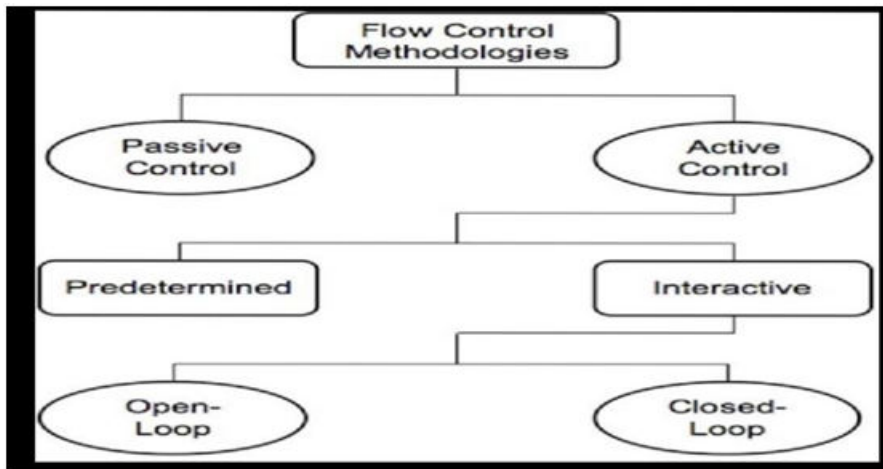 Flow Control
Methodologies
Passive
Control
Active
Control
Predetermined
Interactive
Open-
Loop
Closed-
Loop